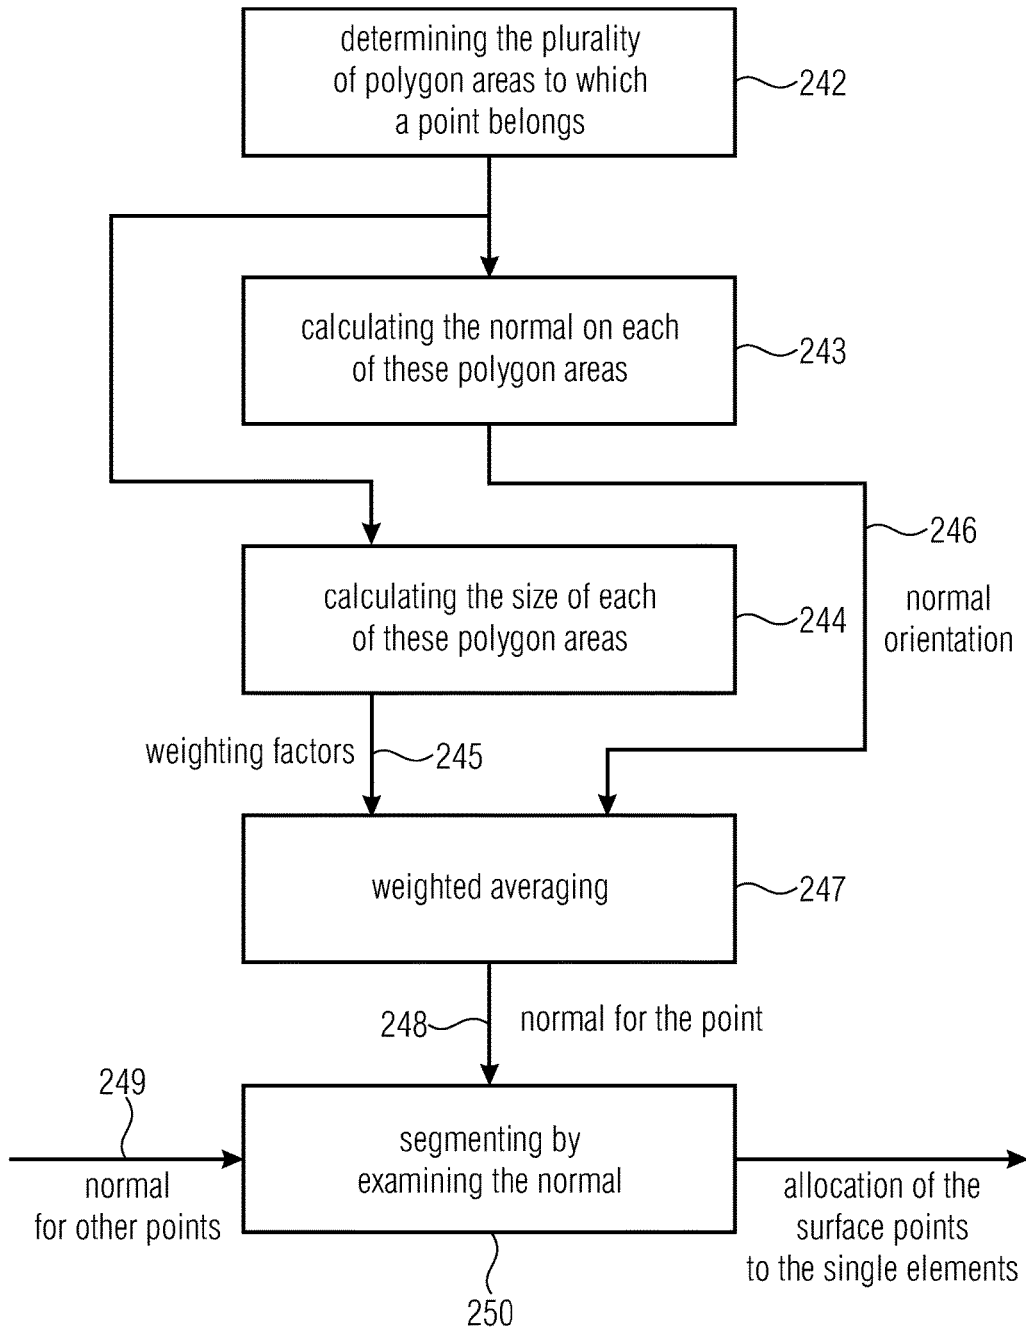 determining the plurality
of polygon areas to which
a point belongs
242
calculating the normal on each
of these polygon areas
243
246
normal
orientation
calculating the size of each
of these polygon areas
244
weighting factors
245
weighted averaging
247
248
normal for the point
249
normal
for other points
segmenting by
examining the normal
allocation of the
surface points
to the single elements
250